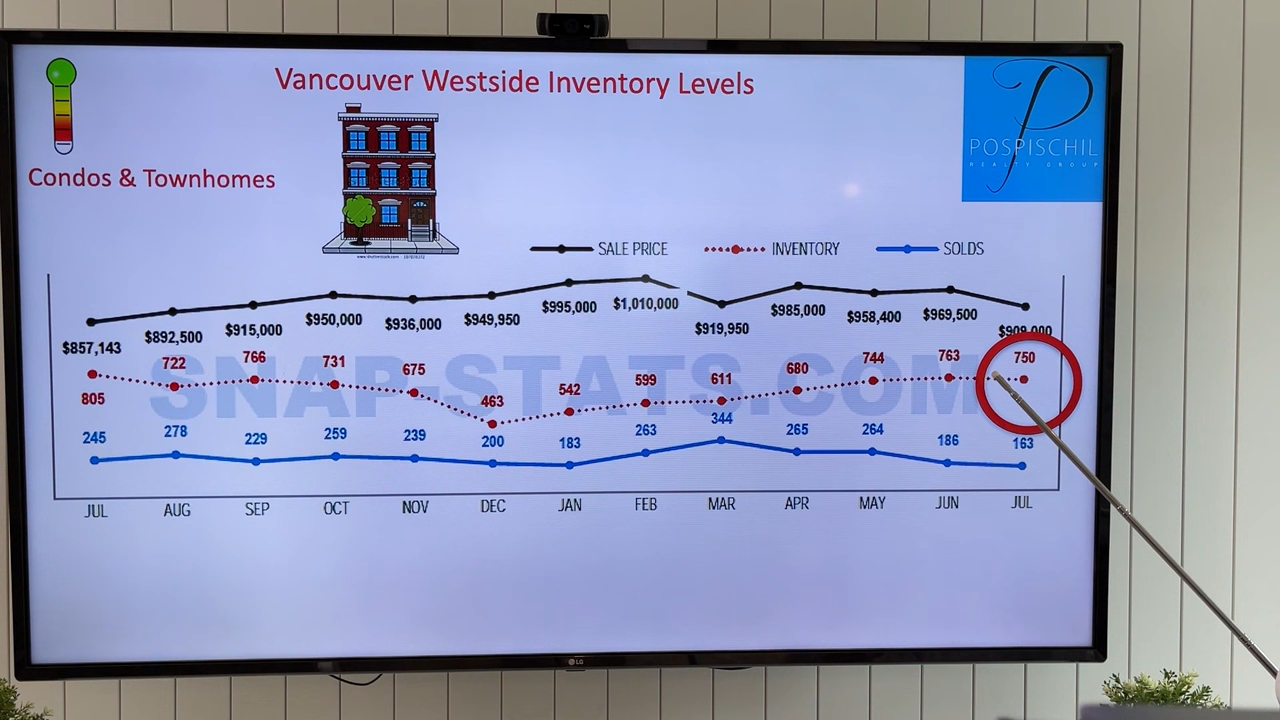 Vancouver Westside Inventory Levels
POSPISCHIL
REALTY GROUP
Condos & Townhomes
SALE PRICE INVENTORY SOLDS
$857,143 $892,500 $915,000 $950,000 $936,000 $949,950 $995,000 $1,010,000 $919,950 $985,000 $958,400 $969,500 $909,000
805 722 766 731 675 463 542 599 611 680 744 763 750
SNAP-STATS.COM
245 278 229 259 239 200 183 263 344 265 264 186 163
JUL AUG SEP OCT NOV DEC JAN FEB MAR APR MAY JUN JUL
LG